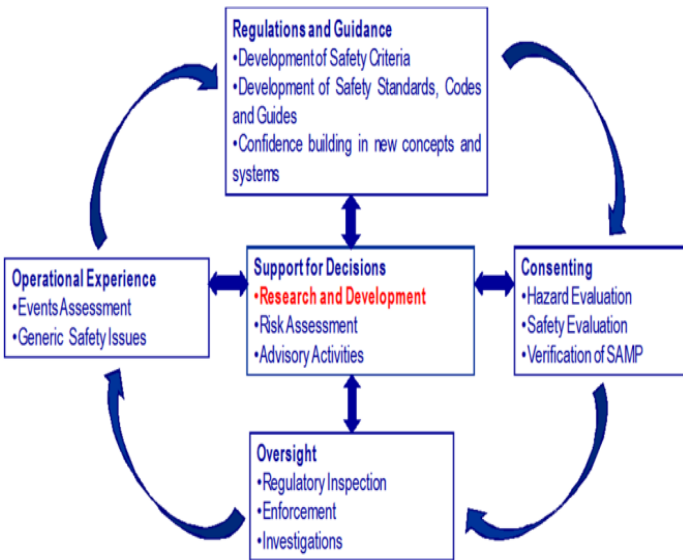 Regulations and Guidance
•Development of Safety Criteria
•Development of Safety Standards, Codes
and Guides
•Confidence building in new concepts and
systems
Operational Experience
•Events Assessment
•Generic Safety Issues
Support for Decisions
•Research and Development
•Risk Assessment
•Advisory Activities
Consenting
•Hazard Evaluation
•Safety Evaluation
•Verification of SAMP
Oversight
•Regulatory Inspection
•Enforcement
•Investigations